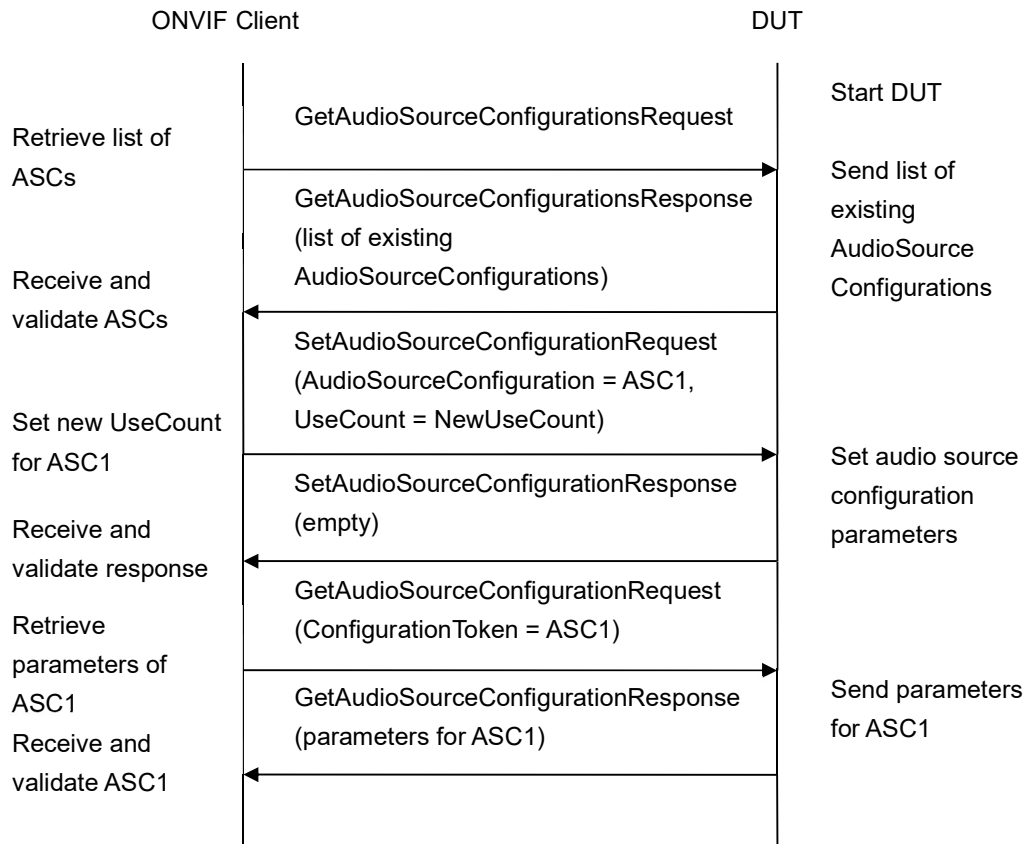 ONVIF Client
DUT
Start DUT
GetAudioSourceConfigurationsRequest
Retrieve list of
ASCs
Send list of
existing
AudioSource
Configurations
GetAudioSourceConfigurationsResponse
(list of existing
AudioSourceConfigurations)
Receive and
validate ASCs
SetAudioSourceConfigurationRequest
(AudioSourceConfiguration = ASC1,
UseCount = NewUseCount)
Set new UseCount
for ASC1
Set audio source
configuration
parameters
SetAudioSourceConfigurationResponse
(empty)
Receive and
validate response
GetAudioSourceConfigurationRequest
(ConfigurationToken = ASC1)
Retrieve
parameters of
ASC1
Send parameters
for ASC1
GetAudioSourceConfigurationResponse
(parameters for ASC1)
Receive and
validate ASC1